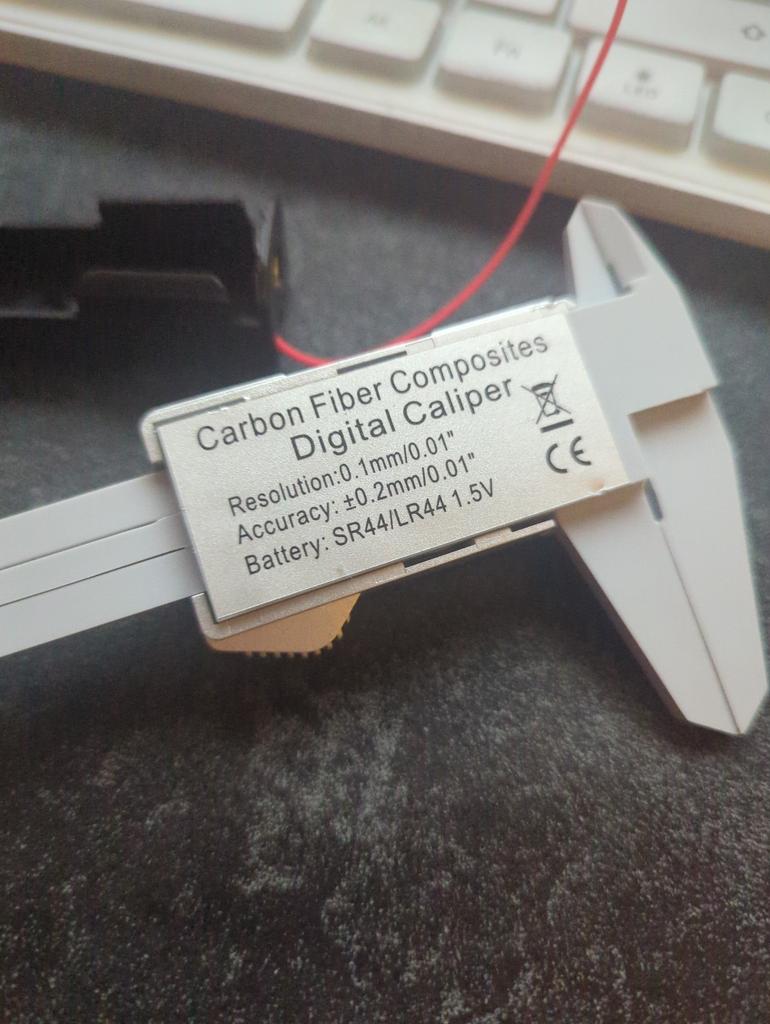 Carbon Fiber Composites
Digital Caliper
Resolution:0.1mm/0.01"
Accuracy: ±0.2mm/0.01"
Battery: SR44/LR44 1.5V
CE